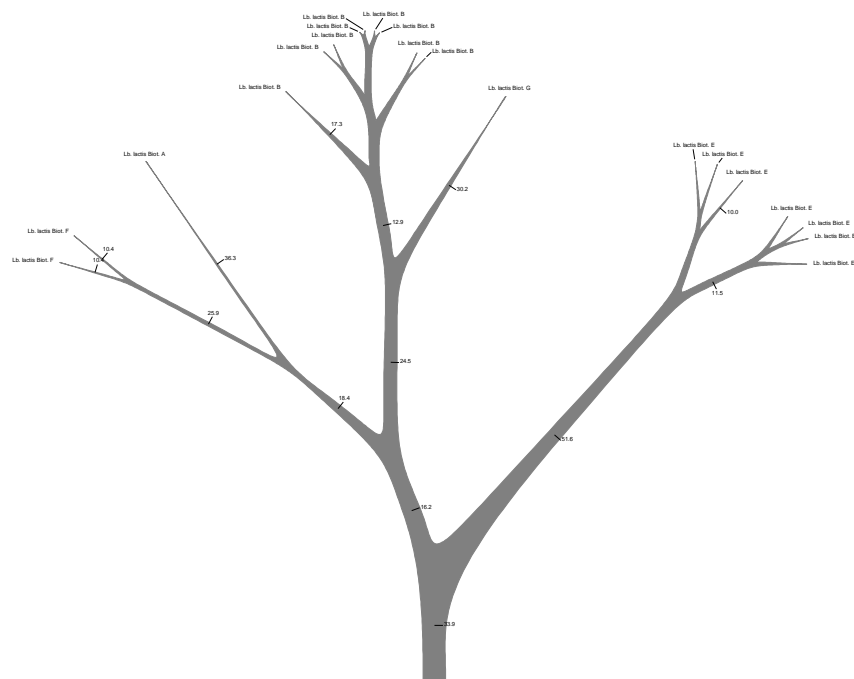 Lb. lactis Biot. B
Lb. lactis Biot. B
Lb. lactis Biot. B
Lb. lactis Biot. B
Lb. lactis Biot. B
Lb. lactis Biot. B
Lb. lactis Biot. B
Lb. lactis Biot. B
Lb. lactis Biot. B
Lb. lactis Biot. G
17.3
Lb. lactis Biot. E
Lb. lactis Biot. A
Lb. lactis Biot. E
Lb. lactis Biot. E
30.2
Lb. lactis Biot. E
10.0
12.9
Lb. lactis Biot. E
Lb. lactis Biot. F
Lb. lactis Biot. E
10.4
36.3
Lb. lactis Biot. F
Lb. lactis Biot. E
11.5
25.9
24.5
18.4
51.6
16.2